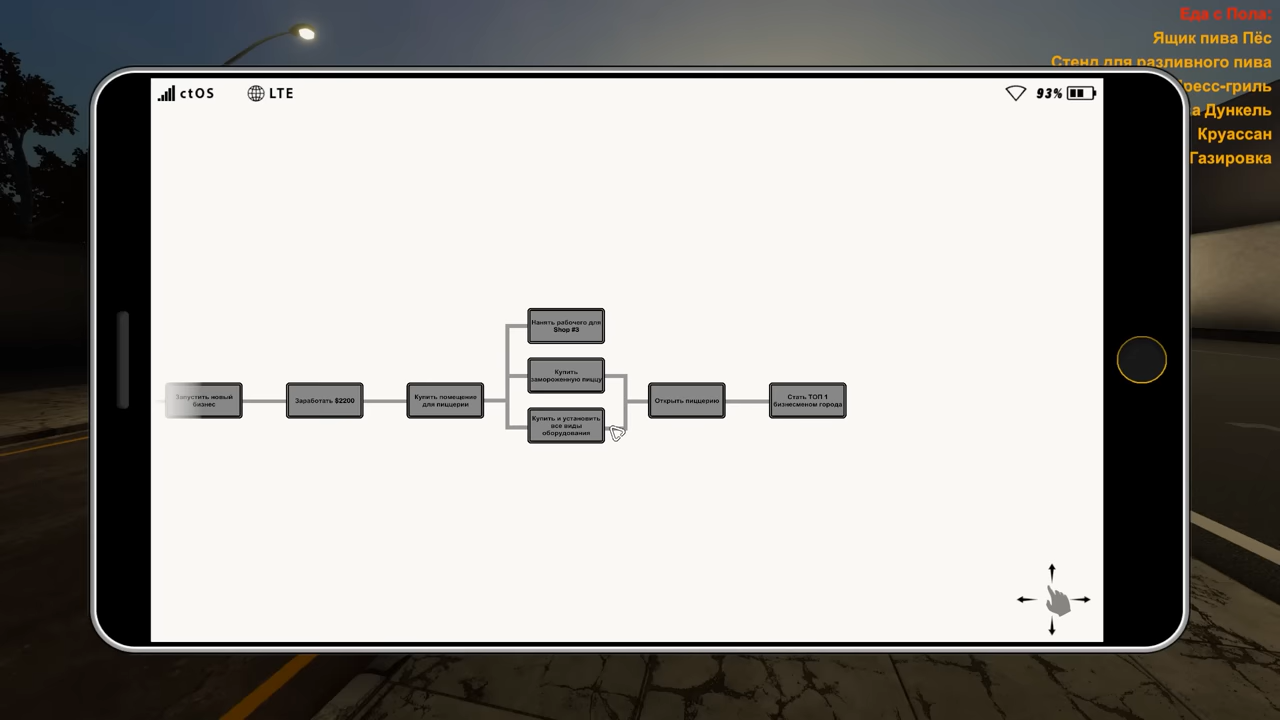 Еда с Пола:
Ящик пива Пёс
Стенд для разливного пива
ресс-гриль
а Дункель
Круассан
Газировка
ctOS LTE 93%
Нанять рабочего для
Shop #3
Купить
замороженную пиццу
Запустить новый
бизнес
Заработать $2200
Купить помещение
для пиццерии
Купить и установить
все виды
оборудования
Открыть пиццерию
Стать ТОП 1
бизнесменом города